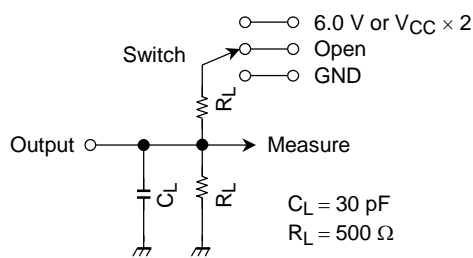 6.0 V or VCC × 2
Switch
Open
GND
RL
Output
Measure
CL
RL
CL = 30 pF
RL = 500 Ω